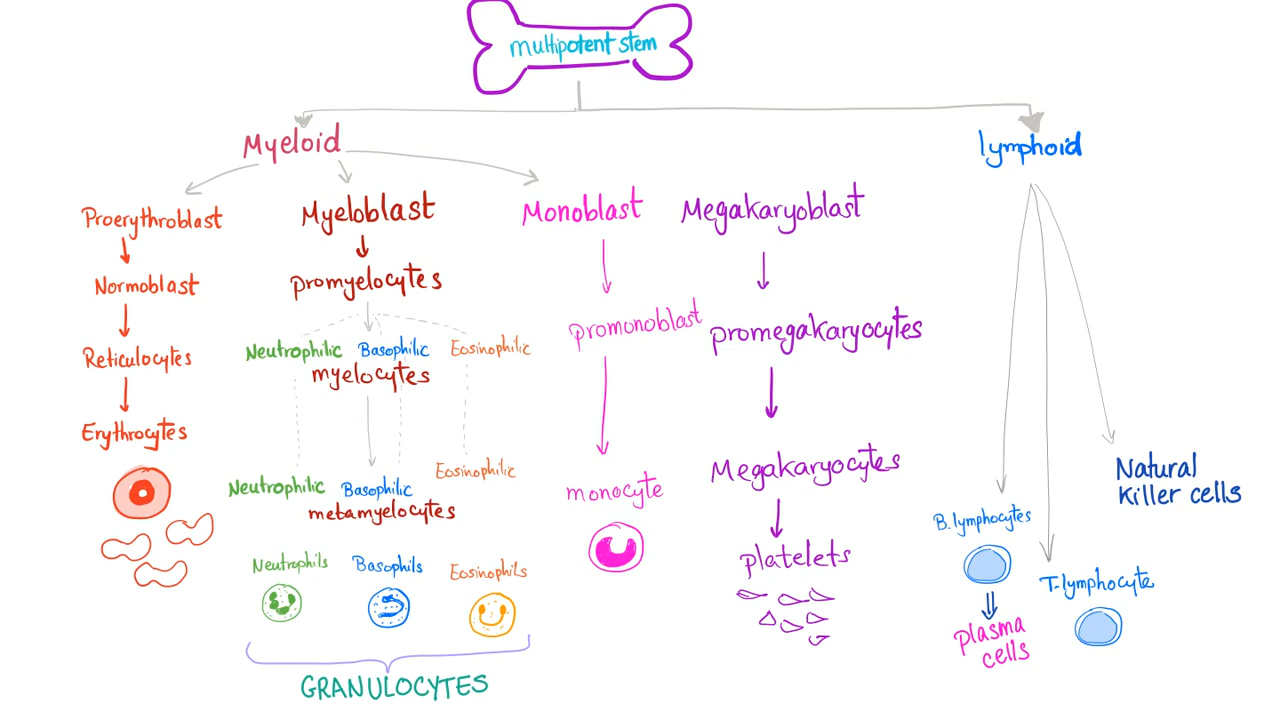 multipotent stem
Myeloid
lymphoid
Proerythroblast
Myeloblast
Monoblast
Megakaryoblast
Normoblast
promyelocytes
promonoblast
promegakaryocytes
Reticulocytes
Neutrophilic
Basophilic
Eosinophilic
myelocytes
Erythrocytes
Neutrophilic
Basophilic
Eosinophilic
metamyelocytes
monocyte
Megakaryocytes
Natural
Killer cells
Neutrophils
Basophils
Eosinophils
platelets
B.lymphocytes
T.lymphocyte
plasma
cells
GRANULOCYTES